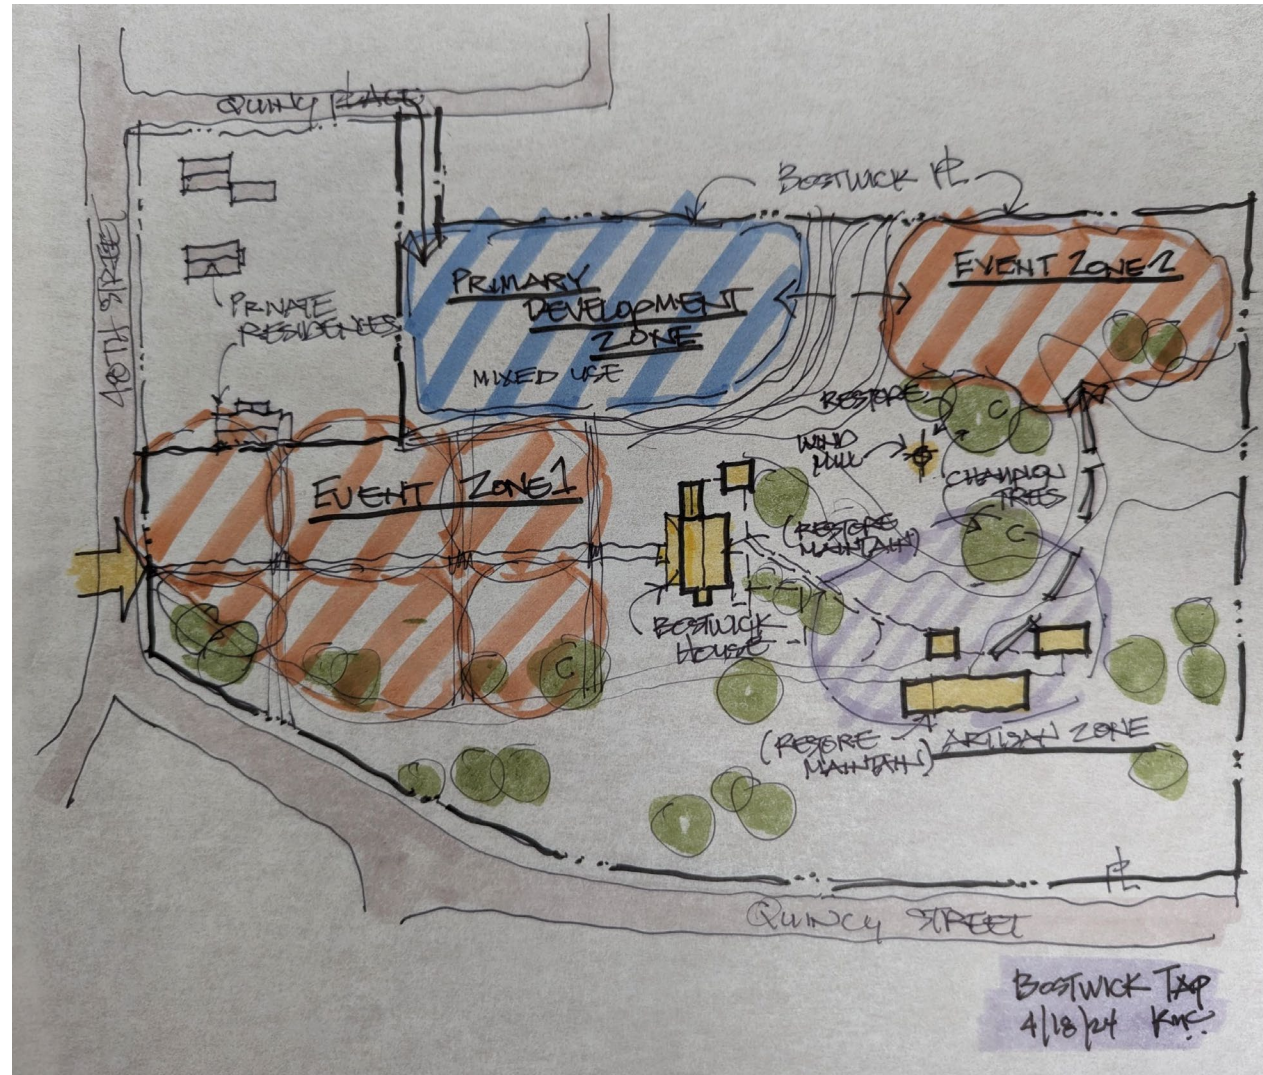 QUINCY PLACE
48TH STREET
PRIVATE
RESIDENCES
BOSTWICK PL
PRIMARY
DEVELOPMENT
ZONE
MIXED USE
EVENT ZONE 2
RESTORE
WIND
MILL
CHAMPION
TREES
C
C
EVENT ZONE 1
(RESTORE
MAINTAIN)
BOSTWICK
HOUSE
C
(RESTORE
MAINTAIN)
ARTISAN ZONE
PL
QUINCY STREET
BOSTWICK TAP
4/18/24